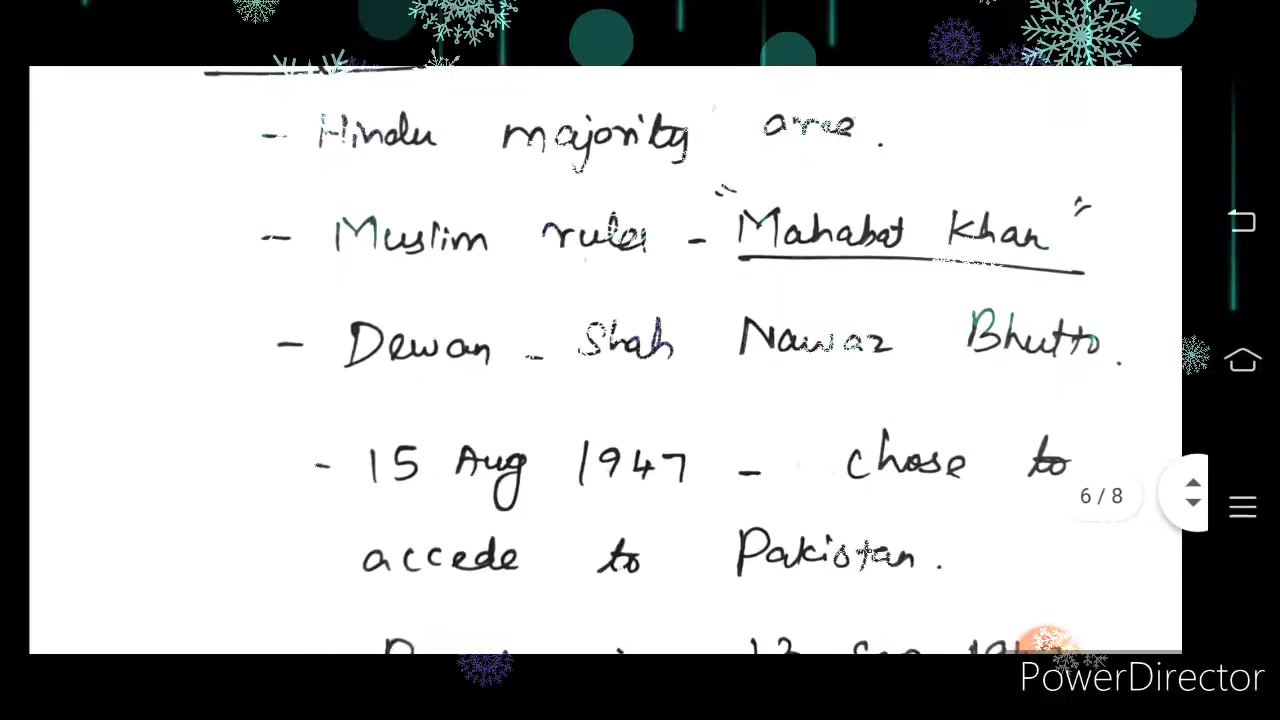 - Hindu majority area.
- Muslim ruler - "Mahabat Khan"
- Dewan - Shah Nawaz Bhutto.
- 15 Aug 1947 - chose to
accede to Pakistan.
6/8
PowerDirector